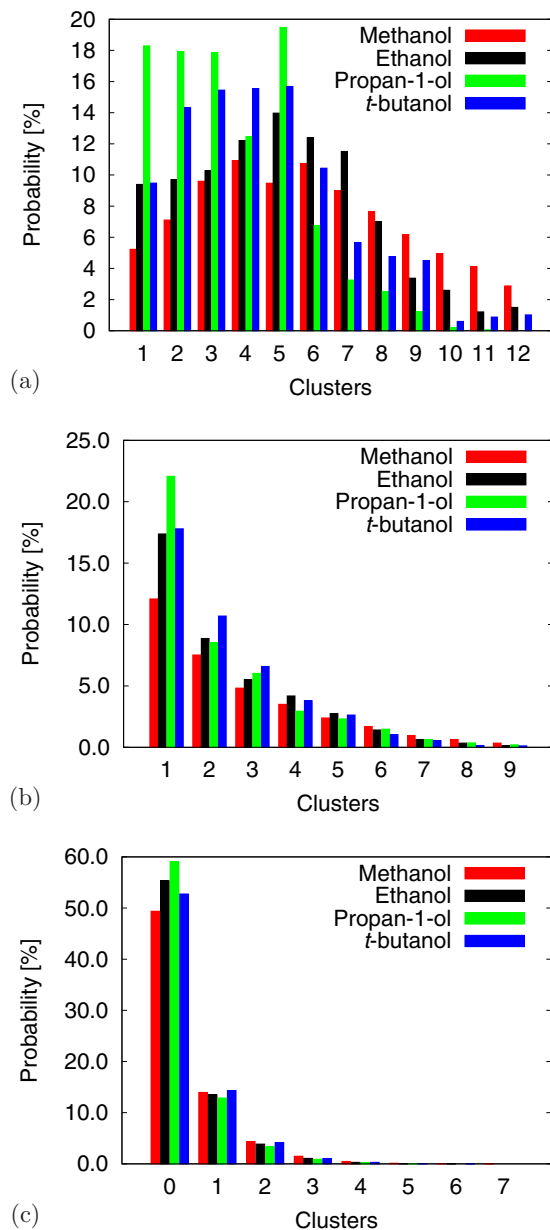 20
18
16
14
12
10
8
6
4
2
0
Probability [%]
Methanol
Ethanol
Propan-1-ol
t-butanol
1 2 3 4 5 6 7 8 9 10 11 12
Clusters
(a)
25.0
20.0
15.0
10.0
5.0
0.0
Probability [%]
Methanol
Ethanol
Propan-1-ol
t-butanol
1 2 3 4 5 6 7 8 9
Clusters
(b)
60.0
50.0
40.0
30.0
20.0
10.0
0.0
Probability [%]
Methanol
Ethanol
Propan-1-ol
t-butanol
0 1 2 3 4 5 6 7
Clusters
(c)